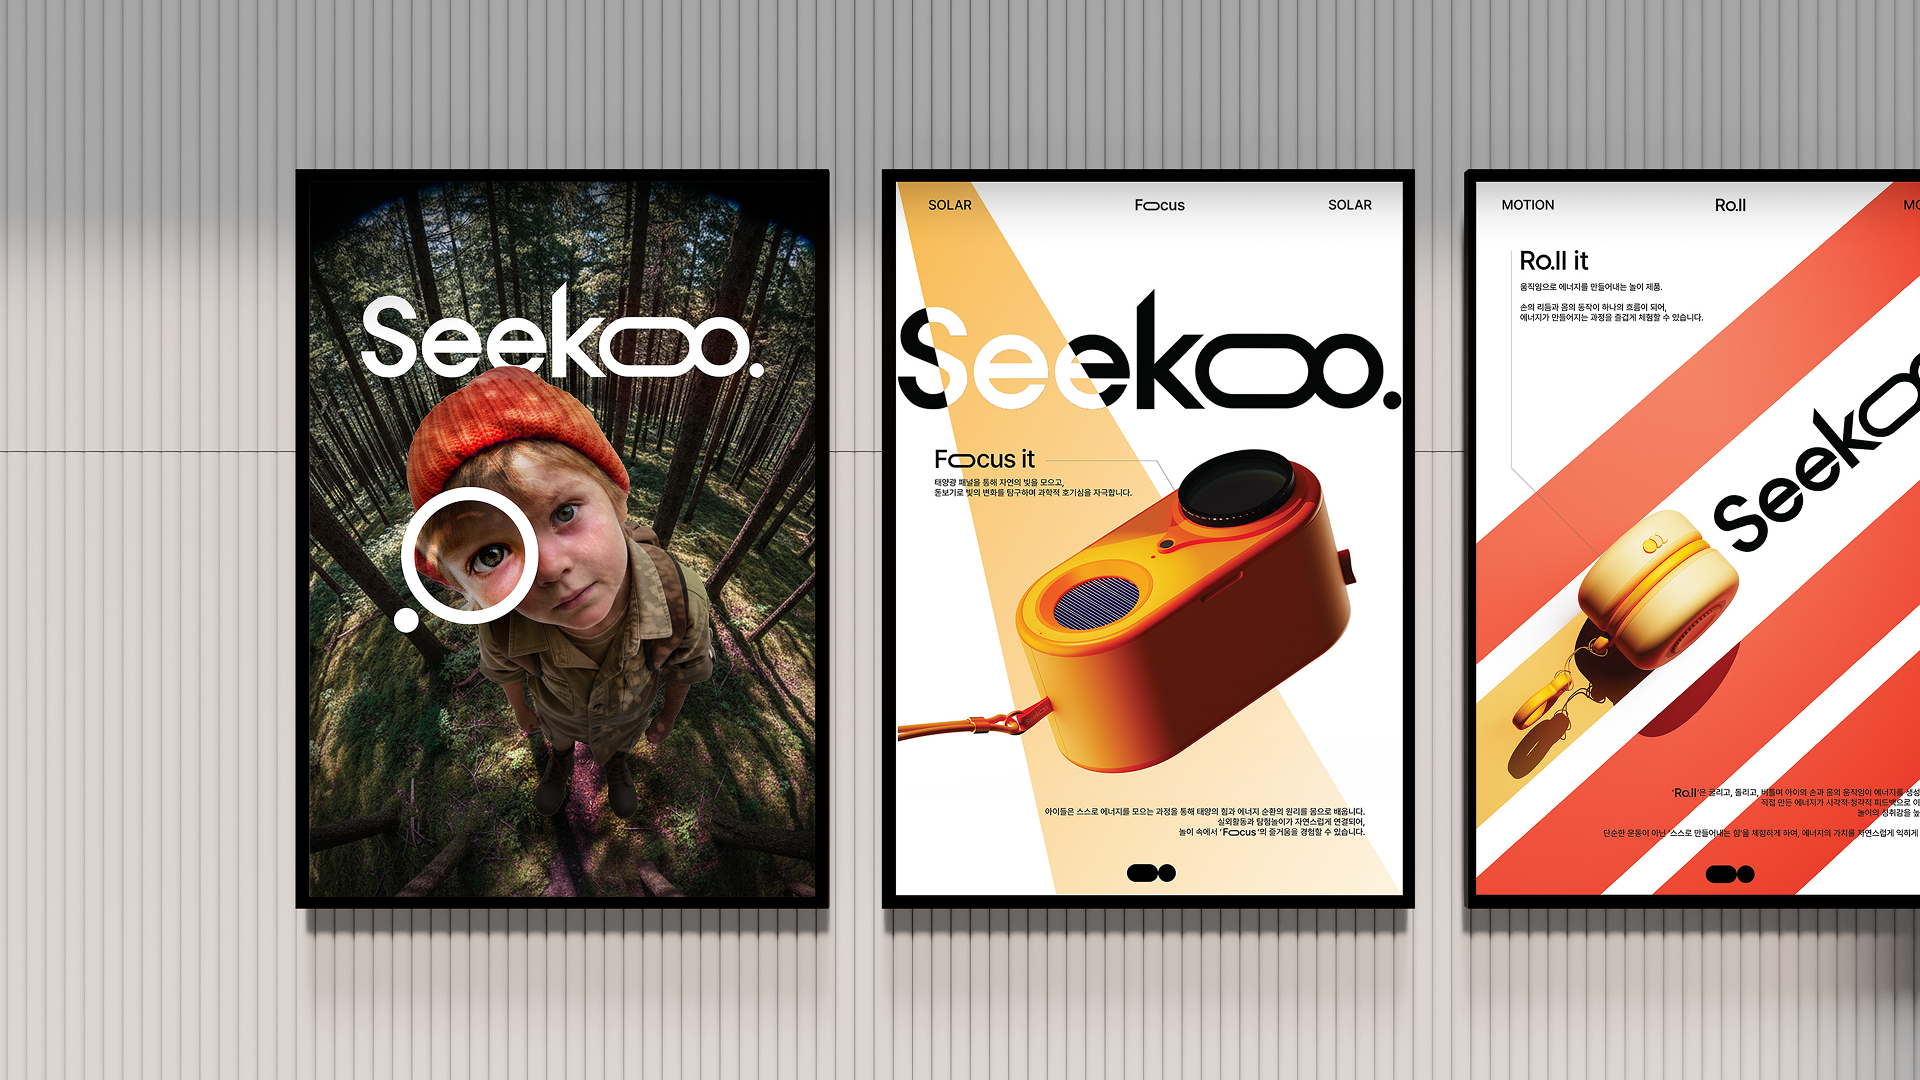 Seekoo.
SOLAR
Focus
SOLAR
Seekoo.
Focus it
태양광 패널을 통해 자연의 빛을 모으고,
돋보기로 빛의 변화를 탐구하며 과학적 호기심을 자극합니다.
아이들은 스스로 에너지를 모으는 과정을 통해 태양의 힘과 에너지 순환의 원리를 몸으로 배웁니다.
실외활동과 탐험놀이가 자연스럽게 연결되어,
놀이 속에서 'Focus'의 즐거움을 경험할 수 있습니다.
MOTION
Ro.ll
MO
Ro.ll it
움직임으로 에너지를 만들어내는 놀이 제품.
손의 리듬과 몸의 동작이 하나의 흐름이 되어,
에너지가 만들어지는 과정을 즐겁게 체험할 수 있습니다.
Seekoo
'Ro.ll'은 굴리고, 돌리고, 비틀며 아이의 손과 몸의 움직임이 에너지를 생성
직접 만든 에너지가 시각적·청각적 피드백으로 이
놀이의 성취감을 높
단순한 운동이 아닌 '스스로 만들어내는 힘'을 체험하게 하여, 에너지의 가치를 자연스럽게 익히게